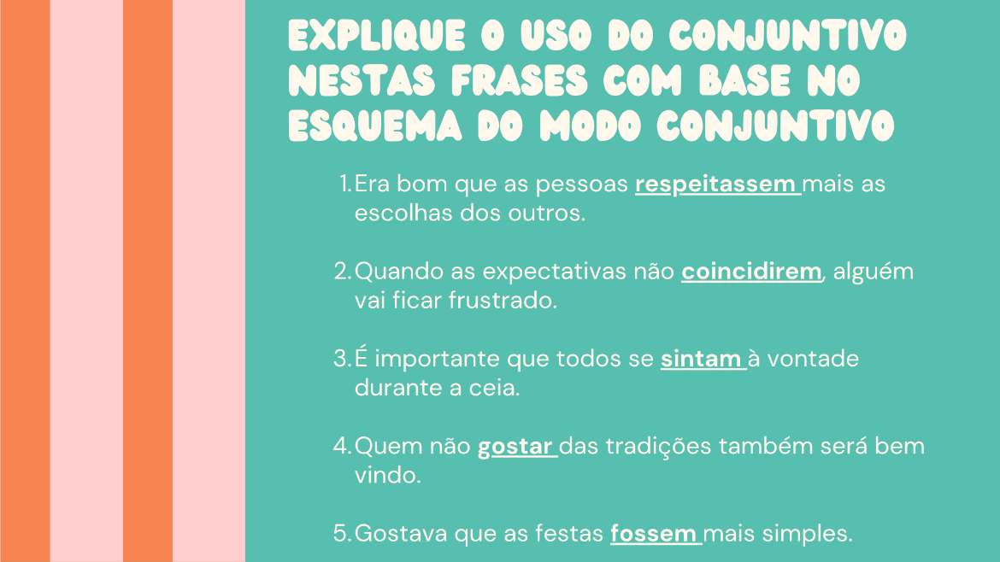 EXPLIQUE O USO DO CONJUNTIVO
NESTAS FRASES COM BASE NO
ESQUEMA DO MODO CONJUNTIVO
1. Era bom que as pessoas respeitassem mais as
escolhas dos outros.
2. Quando as expectativas não coincidirem, alguém
vai ficar frustrado.
3. É importante que todos se sintam à vontade
durante a ceia.
4. Quem não gostar das tradições também será bem
vindo.
5. Gostava que as festas fossem mais simples.